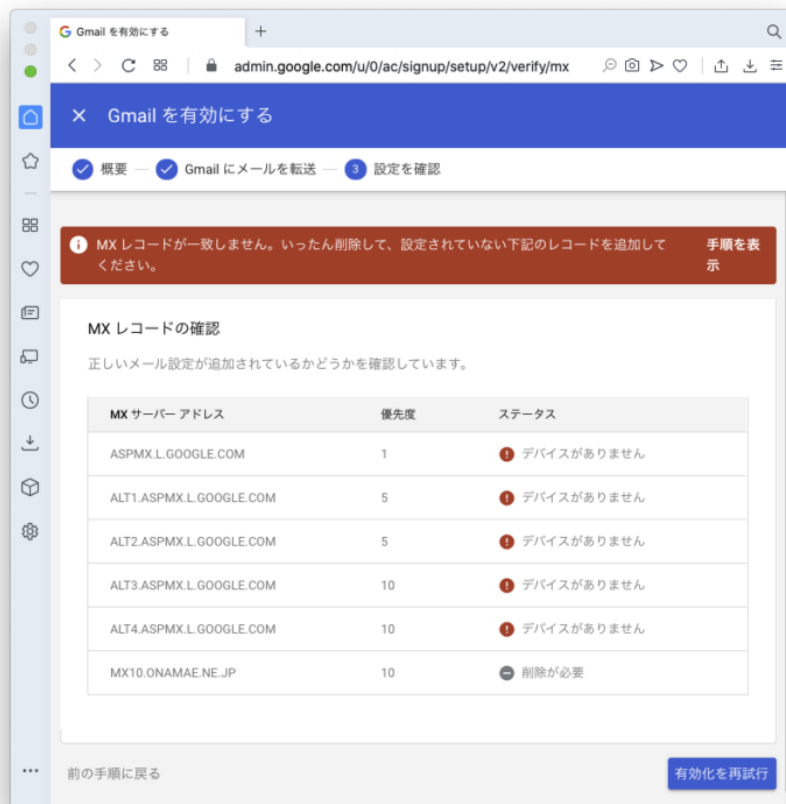 Gmail を有効にする
admin.google.com/u/0/ac/signup/setup/v2/verify/mx
Gmail を有効にする
概要
Gmail にメールを転送
3 設定を確認
MX レコードが一致しません。いったん削除して、設定されていない下記のレコードを追加して
ください。
手順を表
示
MX レコードの確認
正しいメール設定が追加されているかどうかを確認しています。
MX サーバー アドレス 優先度 ステータス
ASPMX.L.GOOGLE.COM 1 デバイスがありません
ALT1.ASPMX.L.GOOGLE.COM 5 デバイスがありません
ALT2.ASPMX.L.GOOGLE.COM 5 デバイスがありません
ALT3.ASPMX.L.GOOGLE.COM 10 デバイスがありません
ALT4.ASPMX.L.GOOGLE.COM 10 デバイスがありません
MX10.ONAMAE.NE.JP 10 削除が必要
前の手順に戻る
有効化を再試行